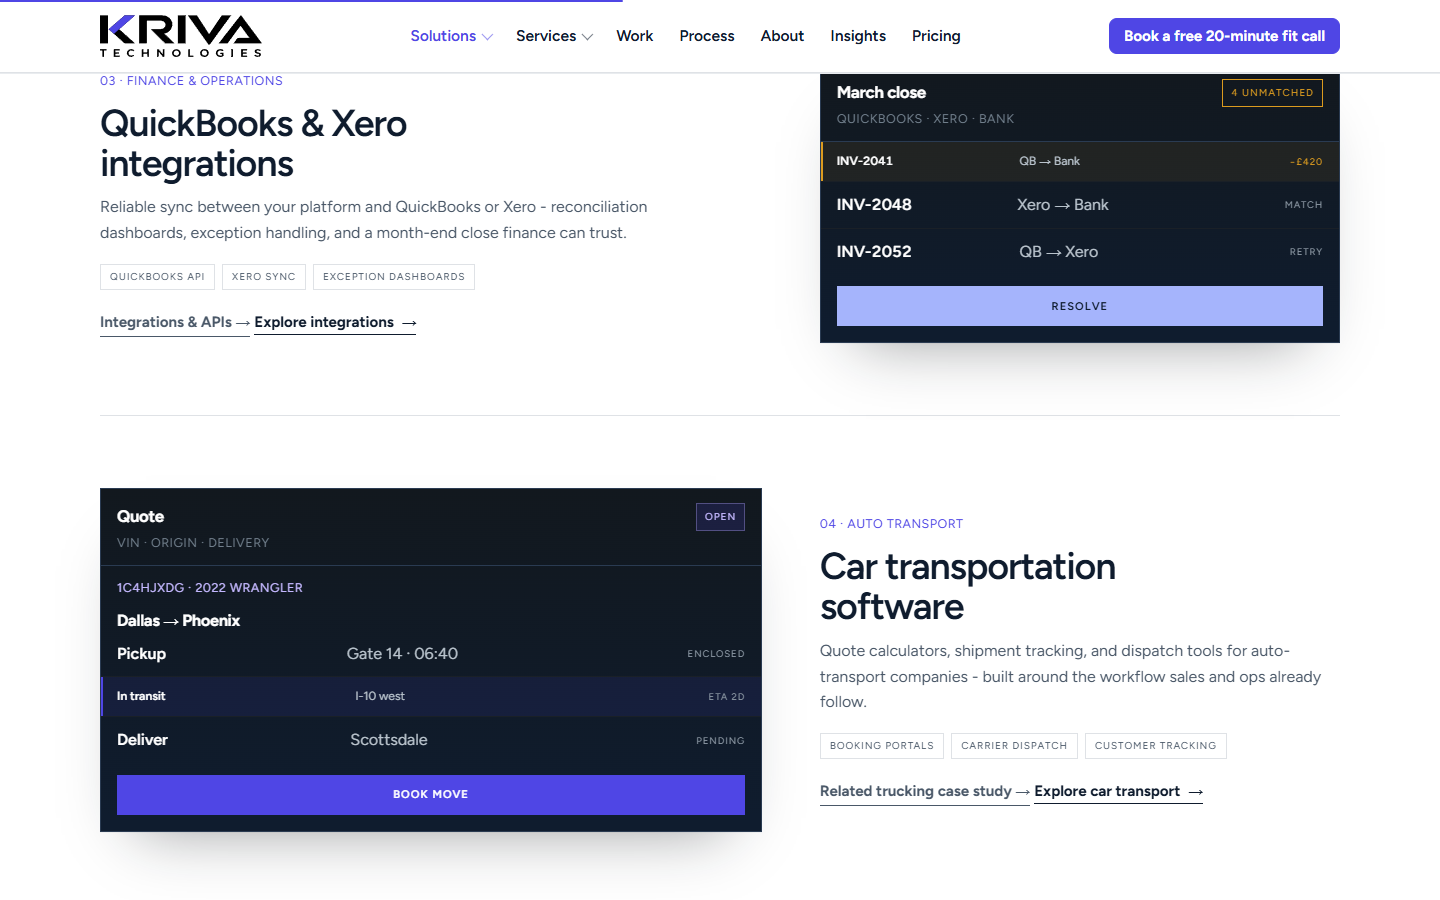 KRIVA
TECHNOLOGIES
Solutions
Services
Work
Process
About
Insights
Pricing
Book a free 20-minute fit call
03 · FINANCE & OPERATIONS
QuickBooks & Xero
integrations
Reliable sync between your platform and QuickBooks or Xero - reconciliation
dashboards, exception handling, and a month-end close finance can trust.
QUICKBOOKS API
XERO SYNC
EXCEPTION DASHBOARDS
Integrations & APIs → Explore integrations →
March close
4 UNMATCHED
QUICKBOOKS · XERO · BANK
INV-2041 QB → Bank −£420
INV-2048 Xero → Bank MATCH
INV-2052 QB → Xero RETRY
RESOLVE
Quote
OPEN
VIN · ORIGIN · DELIVERY
1C4HJXDG · 2022 WRANGLER
Dallas → Phoenix
Pickup Gate 14 · 06:40 ENCLOSED
In transit I-10 west ETA 2D
Deliver Scottsdale PENDING
BOOK MOVE
04 · AUTO TRANSPORT
Car transportation
software
Quote calculators, shipment tracking, and dispatch tools for auto-
transport companies - built around the workflow sales and ops already
follow.
BOOKING PORTALS
CARRIER DISPATCH
CUSTOMER TRACKING
Related trucking case study → Explore car transport →